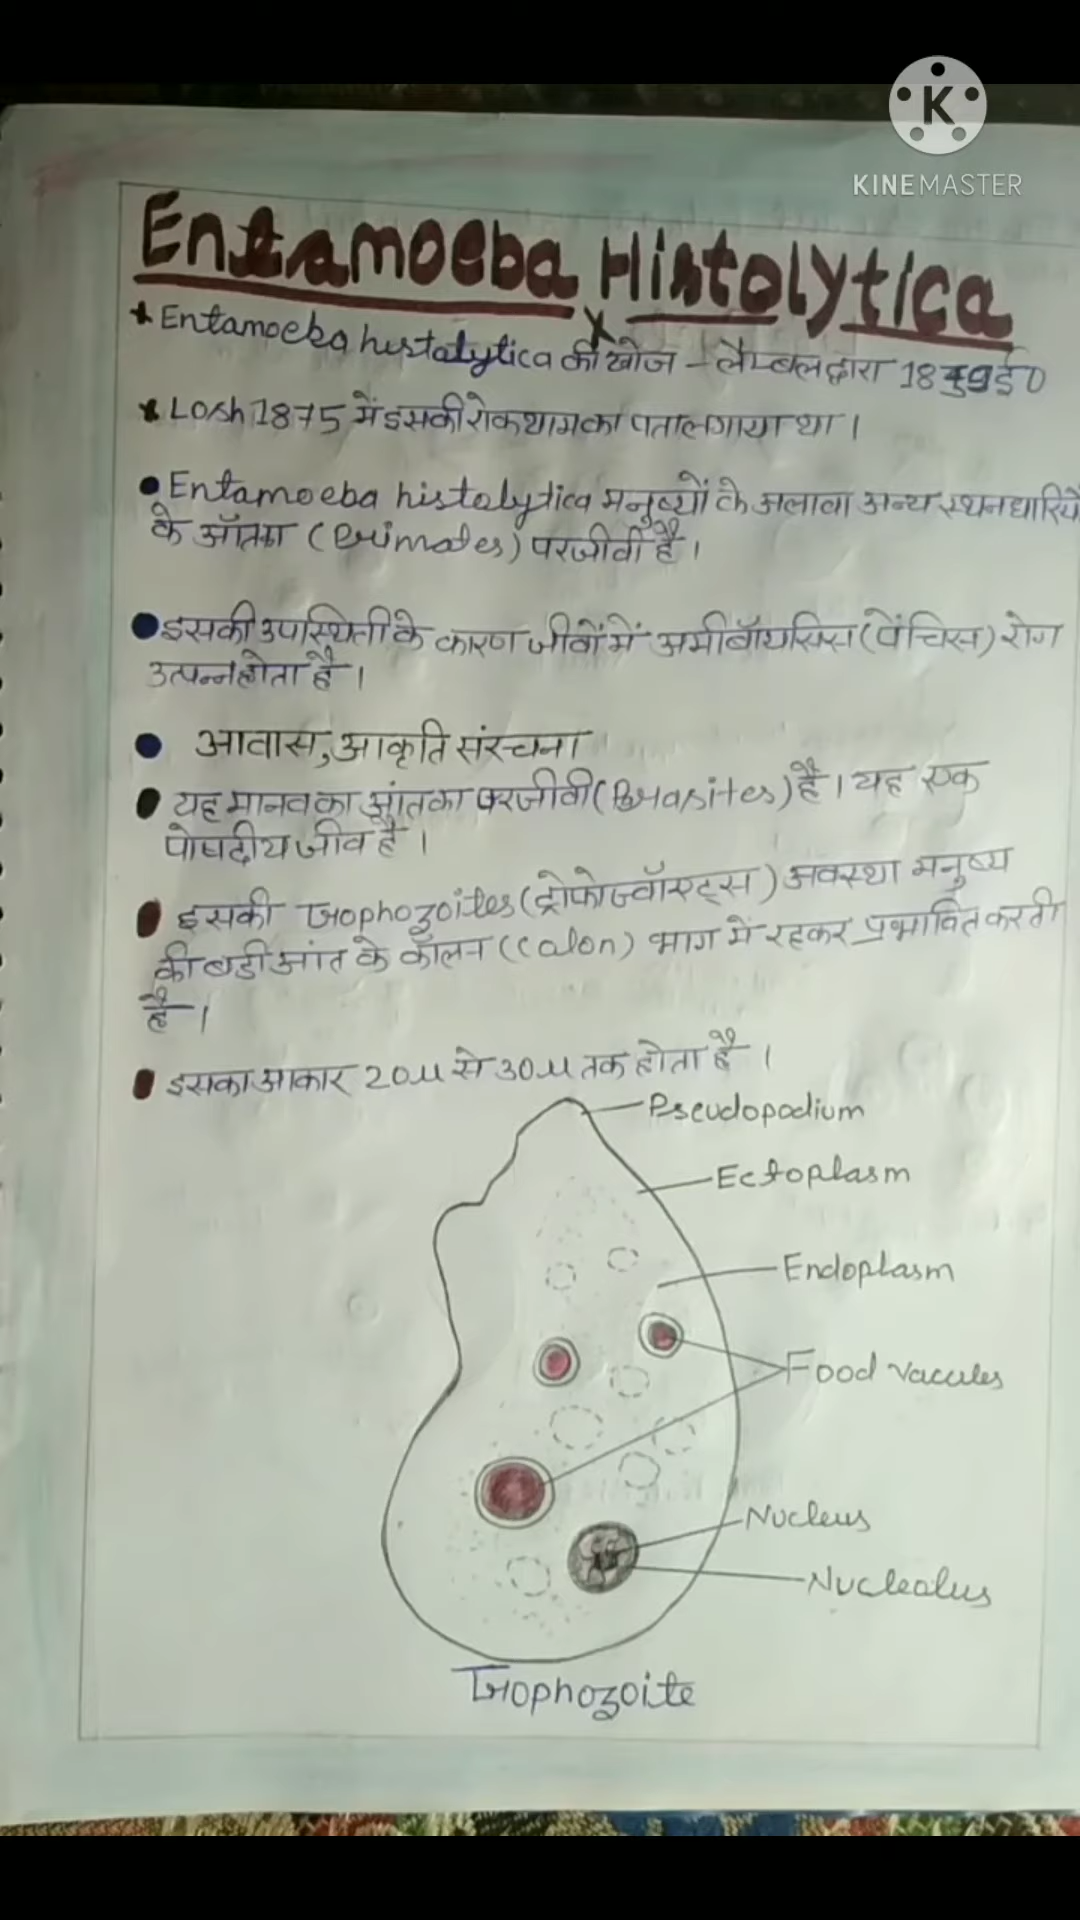 KINEMASTER
Entamoeba Histolytica
Entamoeba histolytica की खोज - लैम्बल द्वारा ई0
Losh 1875 में इसकी रोकथाम का पता लगाया था।
Entamoeba histolytica मनुष्यों के अलावा अन्य स्थनधारियों
के (Primates) परजीवी है।
इसकी उपस्थिती के कारण जीवों में अमीबॉयसिस (पेंचिस) रोग
उत्पन्न होता है।
आवास, आकृति संरचना
यह मानव का आंत का परजीवी (Parasites) है। यह एक
पोषदीय जीव है।
इसकी Trophozoites (ट्रोफोज्वॉएट्स) अवस्था मनुष्य
की बडी आंत के कॉलन (colon) भाग में रहकर प्रभावित करती
है।
इसका आकार 20μ से 30μ तक होता है।
Pseudopodium
Ectoplasm
Endoplasm
Food vacules
Nucleus
Nucleolus
Trophozoite